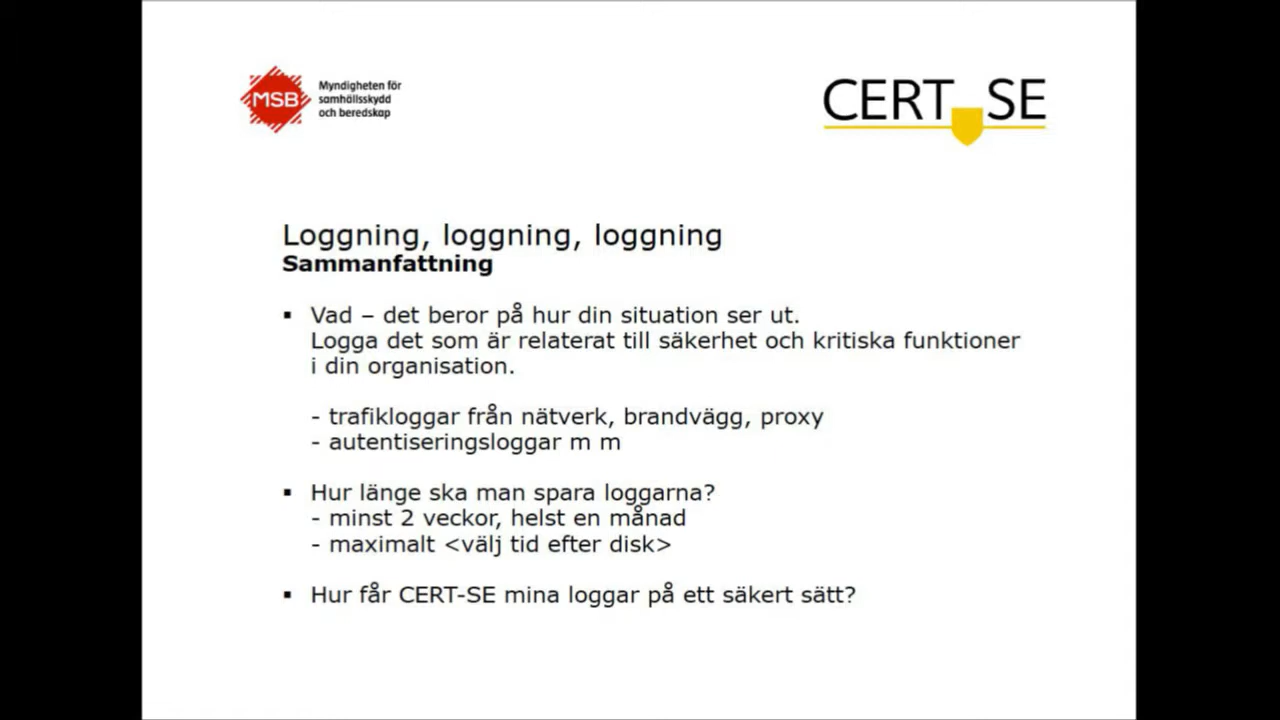 MSB
Myndigheten för
samhällsskydd
och beredskap
CERT SE
Loggning, loggning, loggning
Sammanfattning
▪ Vad – det beror på hur din situation ser ut.
Logga det som är relaterat till säkerhet och kritiska funktioner
i din organisation.
- trafikloggar från nätverk, brandvägg, proxy
- autentiseringsloggar m m
▪ Hur länge ska man spara loggarna?
- minst 2 veckor, helst en månad
- maximalt <välj tid efter disk>
▪ Hur får CERT-SE mina loggar på ett säkert sätt?